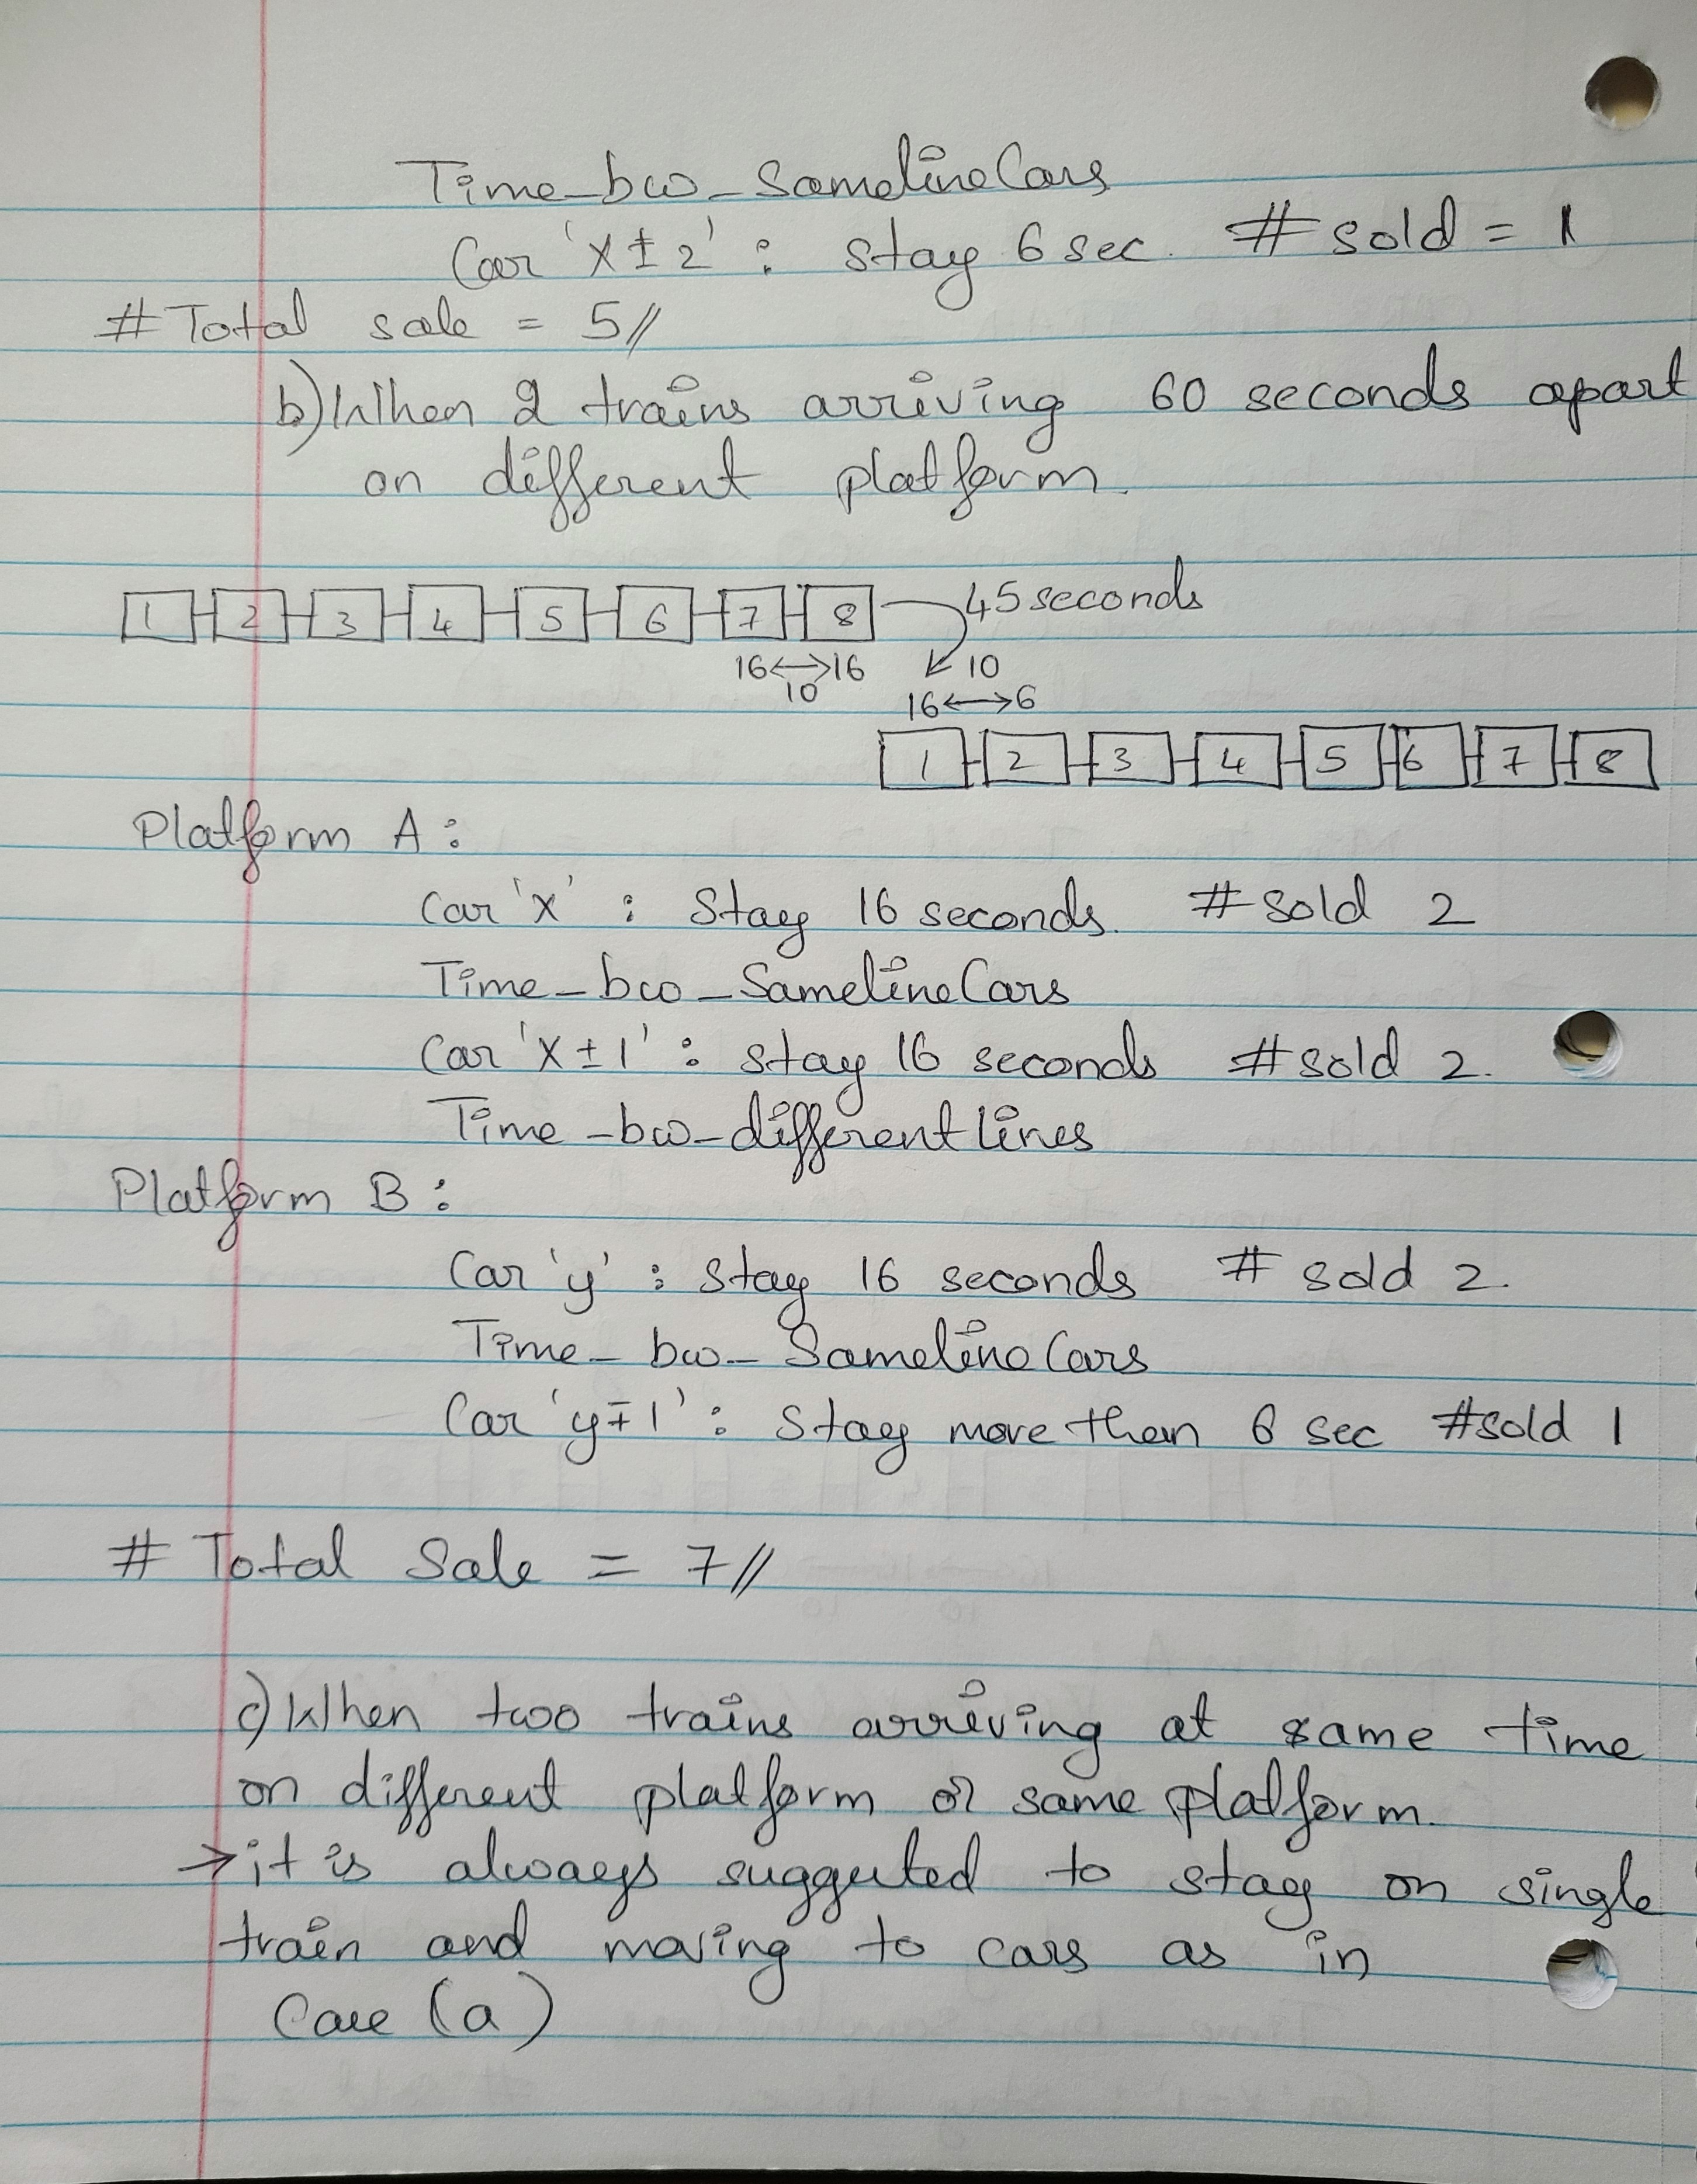 Time_bw_SamelineCars
Car 'x±2' : stay 6 sec. # sold = 1
# Total sale = 5//
b) When 2 trains arriving 60 seconds apart
on different platform.
1 2 3 4 5 6 7 8 45 seconds
16<->16 10
10
16<->6
1 2 3 4 5 6 7 8
Platform A :
Car 'x' : Stay 16 seconds. # Sold 2
Time_bw_SamelineCars
Car 'x±1' : stay 16 seconds # sold 2.
Time_bw_differentlines
Platform B :
Car 'y' : stay 16 seconds # sold 2.
Time_bw_SamelineCars
Car 'y∓1' : Stay more than 6 sec #Sold 1
# Total Sale = 7//
c) When two trains arriving at same time
on different platform or same platform.
→ it is always suggested to stay on single
train and moving to cars as in
Case (a)